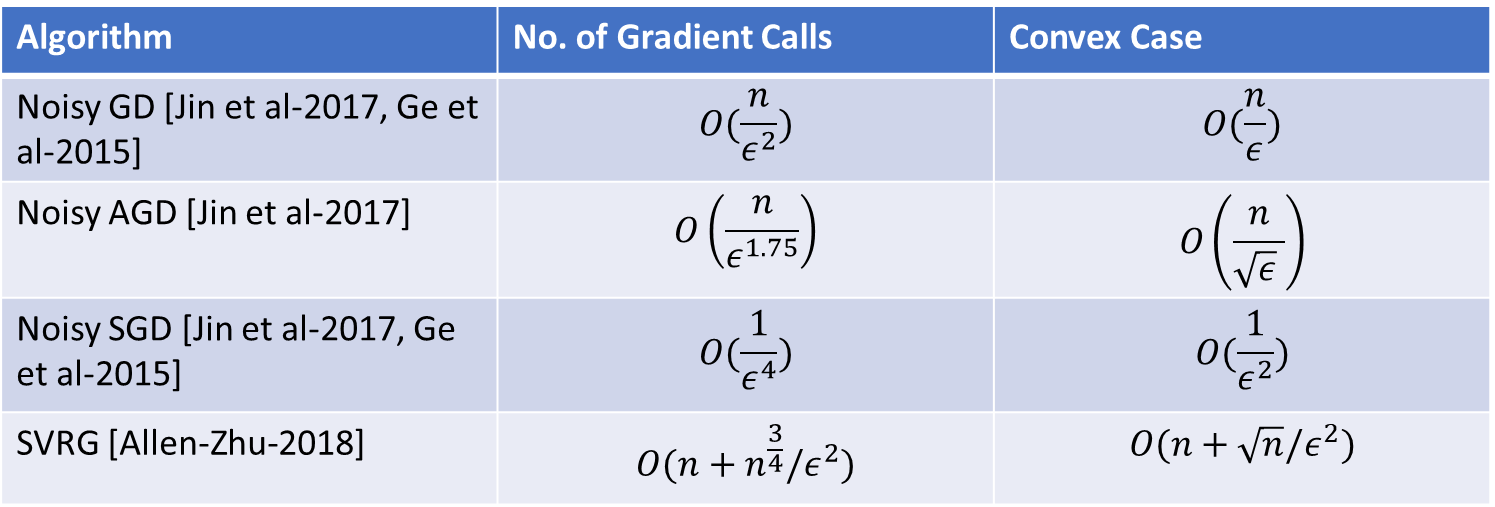 Algorithm No. of Gradient Calls Convex Case
Noisy GD [Jin et al-2017, Ge et
al-2015]
O(n/ϵ²)
O(n/ϵ)
Noisy AGD [Jin et al-2017]
O(n/ϵ^1.75)
O(n/√ϵ)
Noisy SGD [Jin et al-2017, Ge
et al-2015]
O(1/ϵ⁴)
O(1/ϵ²)
SVRG [Allen-Zhu-2018]
O(n + n^(3/4)/ϵ²)
O(n + √n/ϵ²)